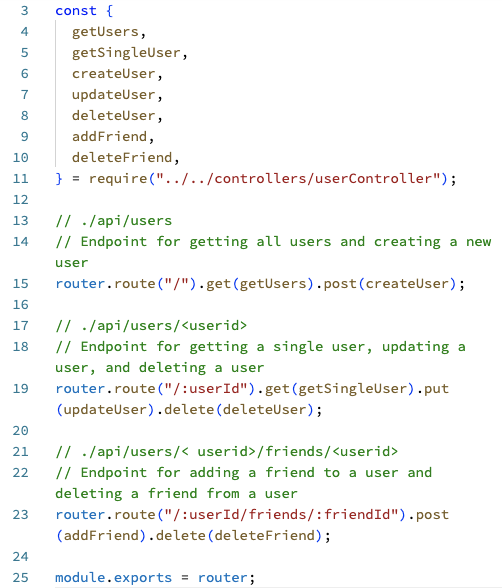 3 const {
4 getUsers,
5 getSingleUser,
6 createUser,
7 updateUser,
8 deleteUser,
9 addFriend,
10 deleteFriend,
11 } = require("../../controllers/userController");
12
13 // ./api/users
14 // Endpoint for getting all users and creating a new
user
15 router.route("/").get(getUsers).post(createUser);
16
17 // ./api/users/<userid>
18 // Endpoint for getting a single user, updating a
user, and deleting a user
19 router.route("/:userId").get(getSingleUser).put
(updateUser).delete(deleteUser);
20
21 // ./api/users/< userid>/friends/<userid>
22 // Endpoint for adding a friend to a user and
deleting a friend from a user
23 router.route("/:userId/friends/:friendId").post
(addFriend).delete(deleteFriend);
24
25 module.exports = router;